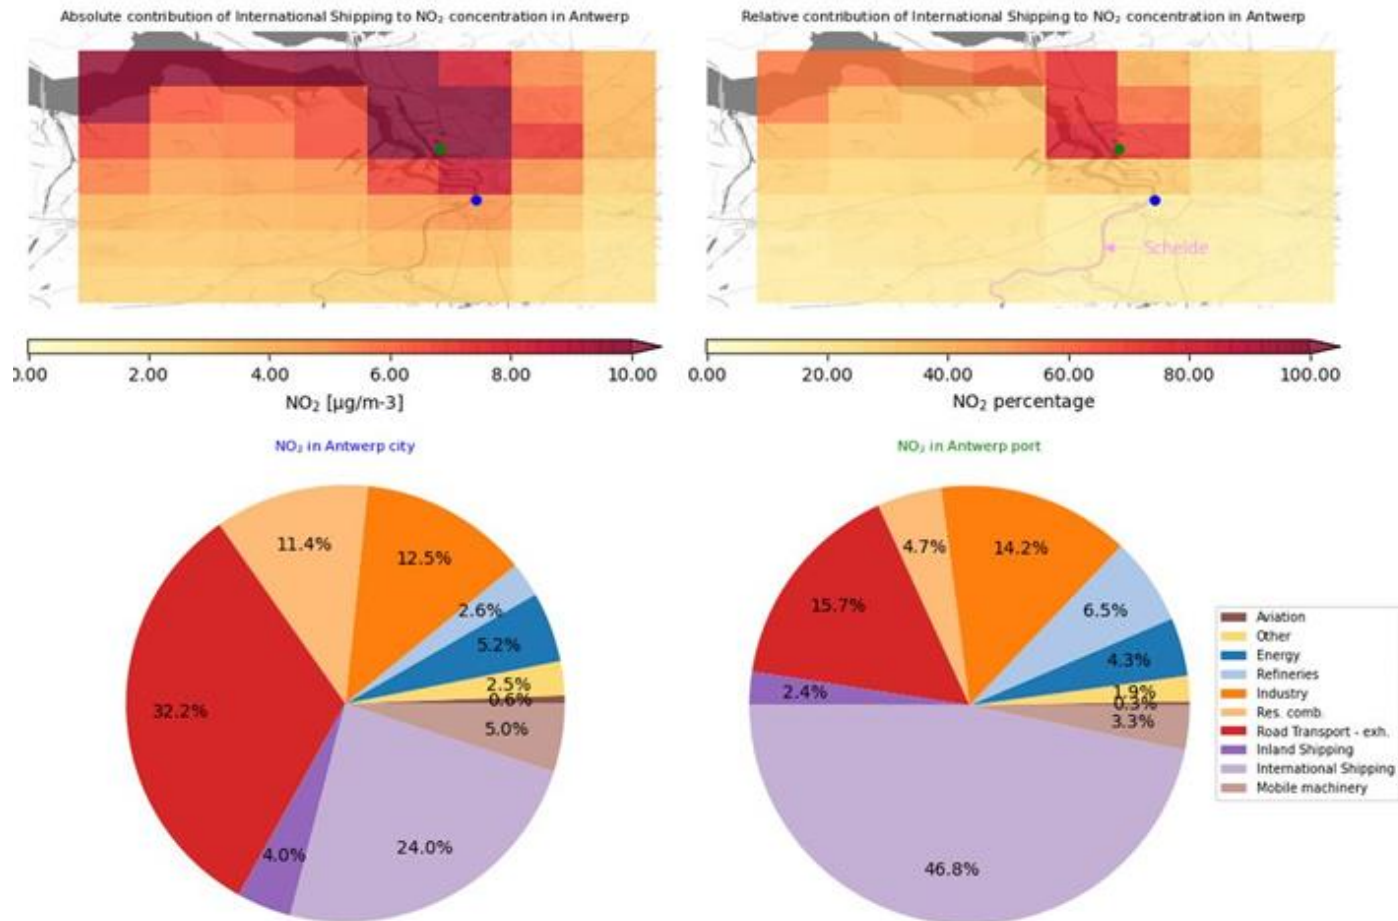 Absolute contribution of International Shipping to NO₂ concentration in Antwerp
Relative contribution of International Shipping to NO₂ concentration in Antwerp
Schelde
0.00 2.00 4.00 6.00 8.00 10.00
NO₂ [µg/m-3]
0.00 20.00 40.00 60.00 80.00 100.00
NO₂ percentage
NO₂ in Antwerp city
11.4%
12.5%
2.6%
5.2%
2.5%
0.6%
5.0%
24.0%
4.0%
32.2%
NO₂ in Antwerp port
4.7%
14.2%
6.5%
4.3%
1.9%
0.3%
3.3%
46.8%
2.4%
15.7%
Aviation
Other
Energy
Refineries
Industry
Res. comb.
Road Transport - exh.
Inland Shipping
International Shipping
Mobile machinery